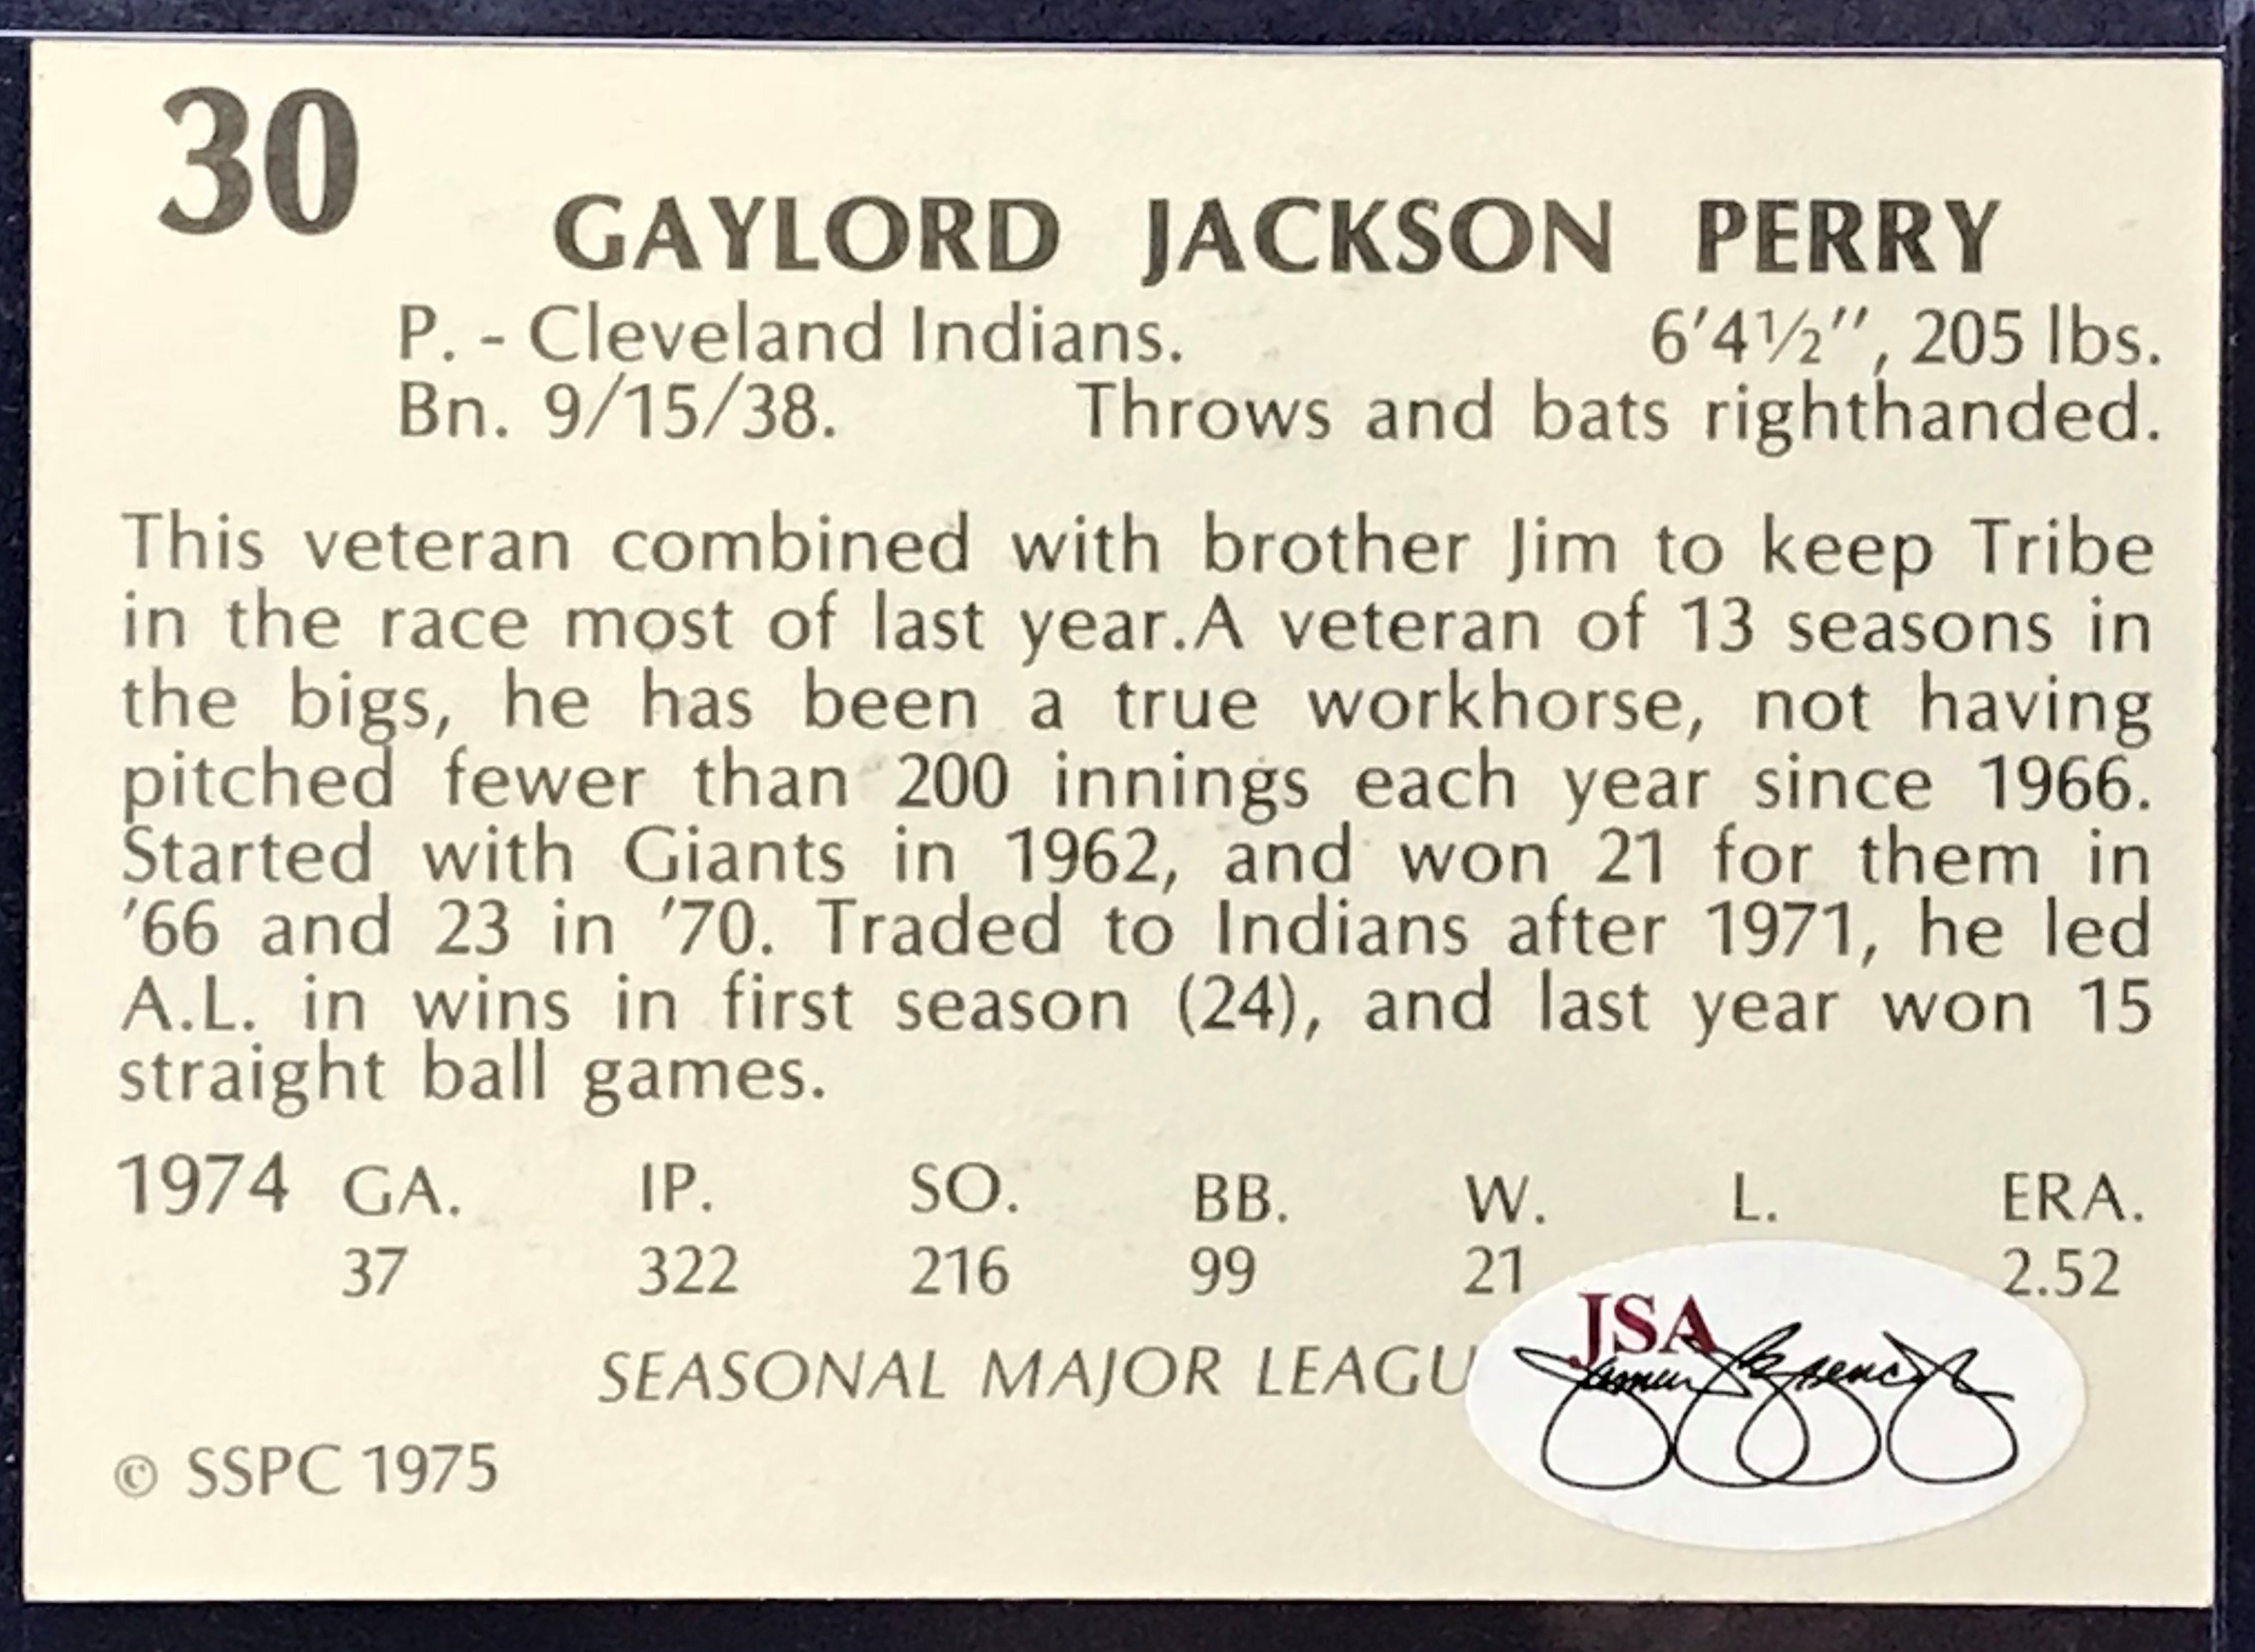 30
GAYLORD JACKSON PERRY
P. - Cleveland Indians. 6'4½", 205 lbs.
Bn. 9/15/38. Throws and bats righthanded.
This veteran combined with brother Jim to keep Tribe
in the race most of last year.A veteran of 13 seasons in
the bigs, he has been a true workhorse, not having
pitched fewer than 200 innings each year since 1966.
Started with Giants in 1962, and won 21 for them in
'66 and 23 in '70. Traded to Indians after 1971, he led
A.L. in wins in first season (24), and last year won 15
straight ball games.
1974 GA. IP. SO. BB. W. L. ERA.
37 322 216 99 21 2.52
SEASONAL MAJOR LEAGU
© SSPC 1975
JSA